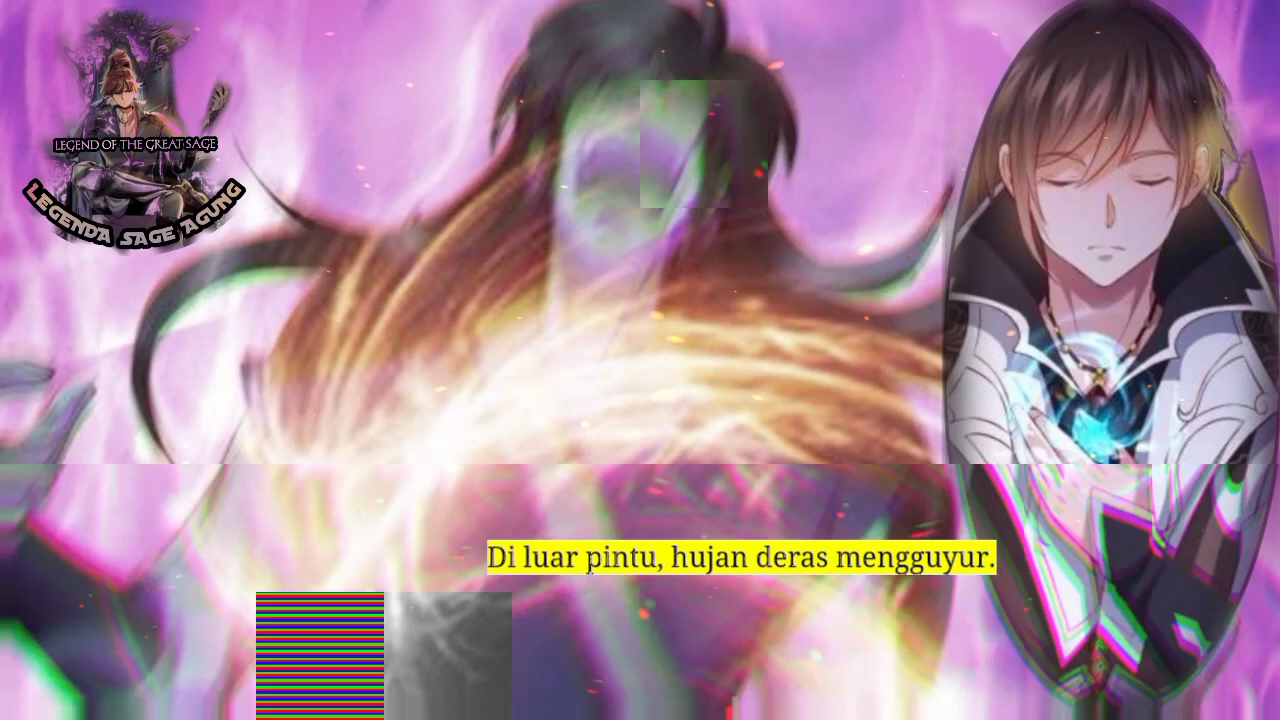 LEGEND OF THE GREAT SAGE
LEGENDA SAGE AGUNG
Di luar pintu, hujan deras mengguyur.